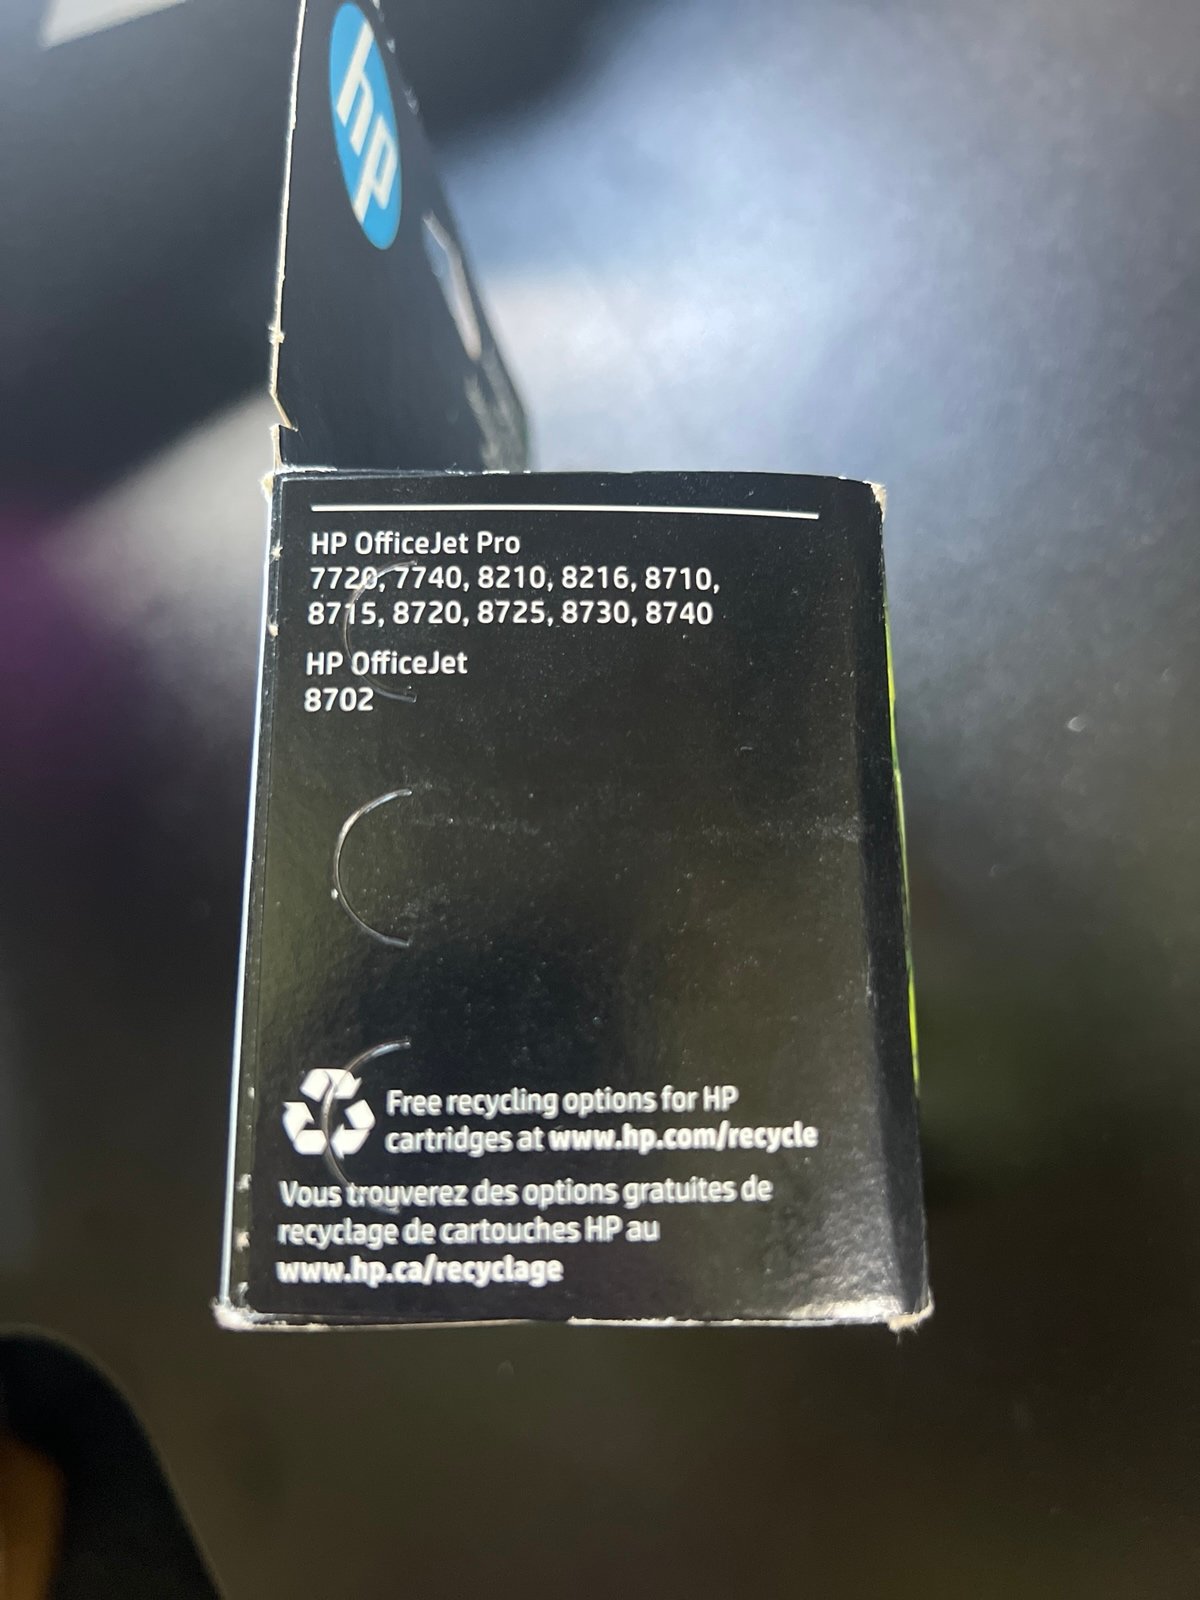 hp
HP OfficeJet Pro
7720, 7740, 8210, 8216, 8710,
8715, 8720, 8725, 8730, 8740
HP OfficeJet
8702
Free recycling options for HP
cartridges at www.hp.com/recycle
Vous trouverez des options gratuites de
recyclage de cartouches HP au
www.hp.ca/recyclage